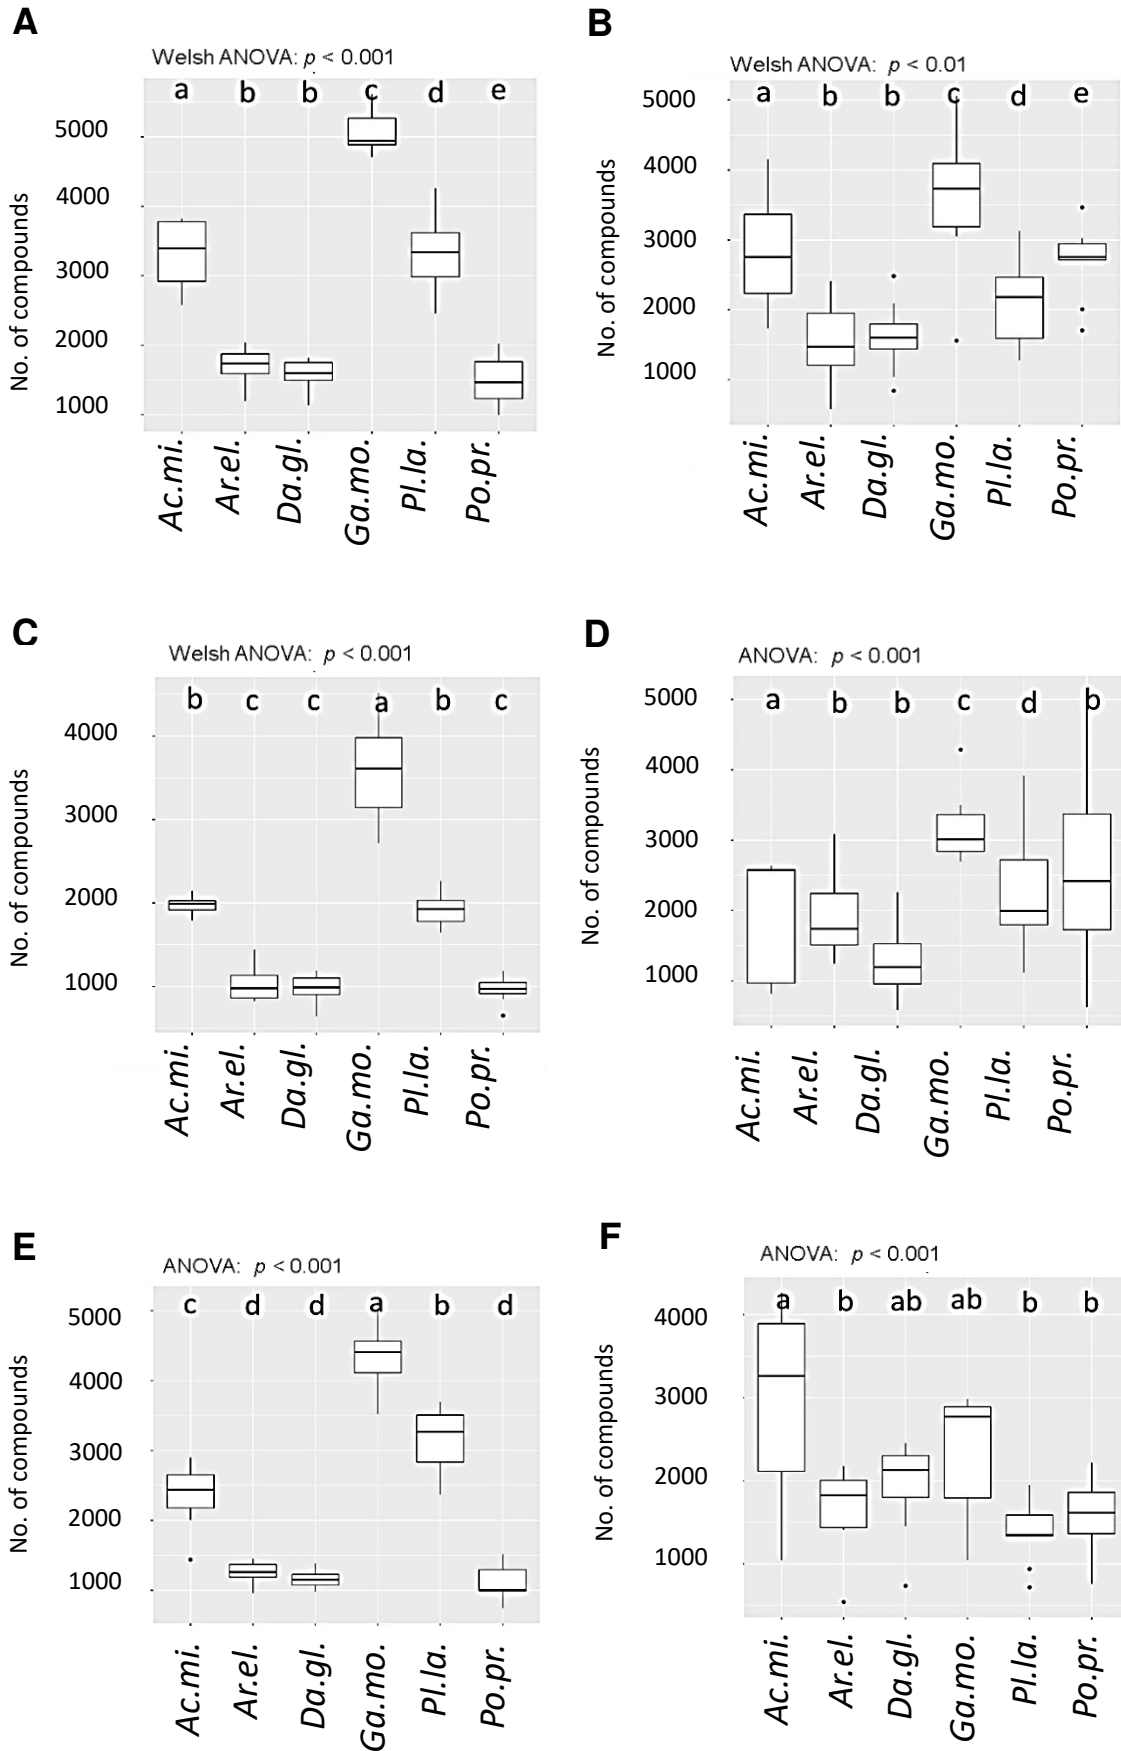 A
Welsh ANOVA: p < 0.001
a b b c d e
5000
4000
3000
2000
1000
No. of compounds
Ac.mi. Ar.el. Da.gl. Ga.mo. Pl.la. Po.pr.
B
Welsh ANOVA: p < 0.01
a b b c d e
5000
4000
3000
2000
1000
No. of compounds
Ac.mi. Ar.el. Da.gl. Ga.mo. Pl.la. Po.pr.
C
Welsh ANOVA: p < 0.001
b c c a b c
4000
3000
2000
1000
No. of compounds
Ac.mi. Ar.el. Da.gl. Ga.mo. Pl.la. Po.pr.
D
ANOVA: p < 0.001
a b b c d b
5000
4000
3000
2000
1000
No. of compounds
Ac.mi. Ar.el. Da.gl. Ga.mo. Pl.la. Po.pr.
E
ANOVA: p < 0.001
c d d a b d
5000
4000
3000
2000
1000
No. of compounds
Ac.mi. Ar.el. Da.gl. Ga.mo. Pl.la. Po.pr.
F
ANOVA: p < 0.001
a b ab ab b b
4000
3000
2000
1000
No. of compounds
Ac.mi. Ar.el. Da.gl. Ga.mo. Pl.la. Po.pr.